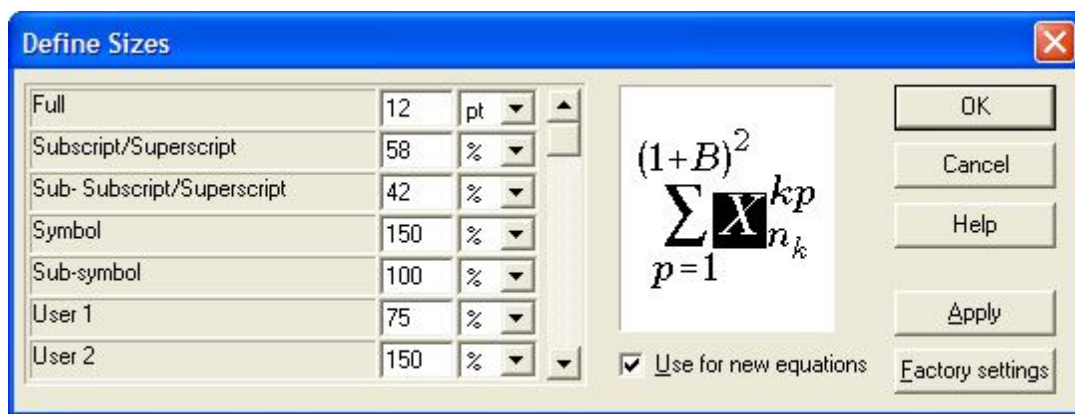 Define Sizes
Full 12 pt
Subscript/Superscript 58 %
Sub- Subscript/Superscript 42 %
Symbol 150 %
Sub-symbol 100 %
User 1 75 %
User 2 150 %
(1+B)²
∑ X kp
n k
p=1
Use for new equations
OK
Cancel
Help
Apply
Factory settings